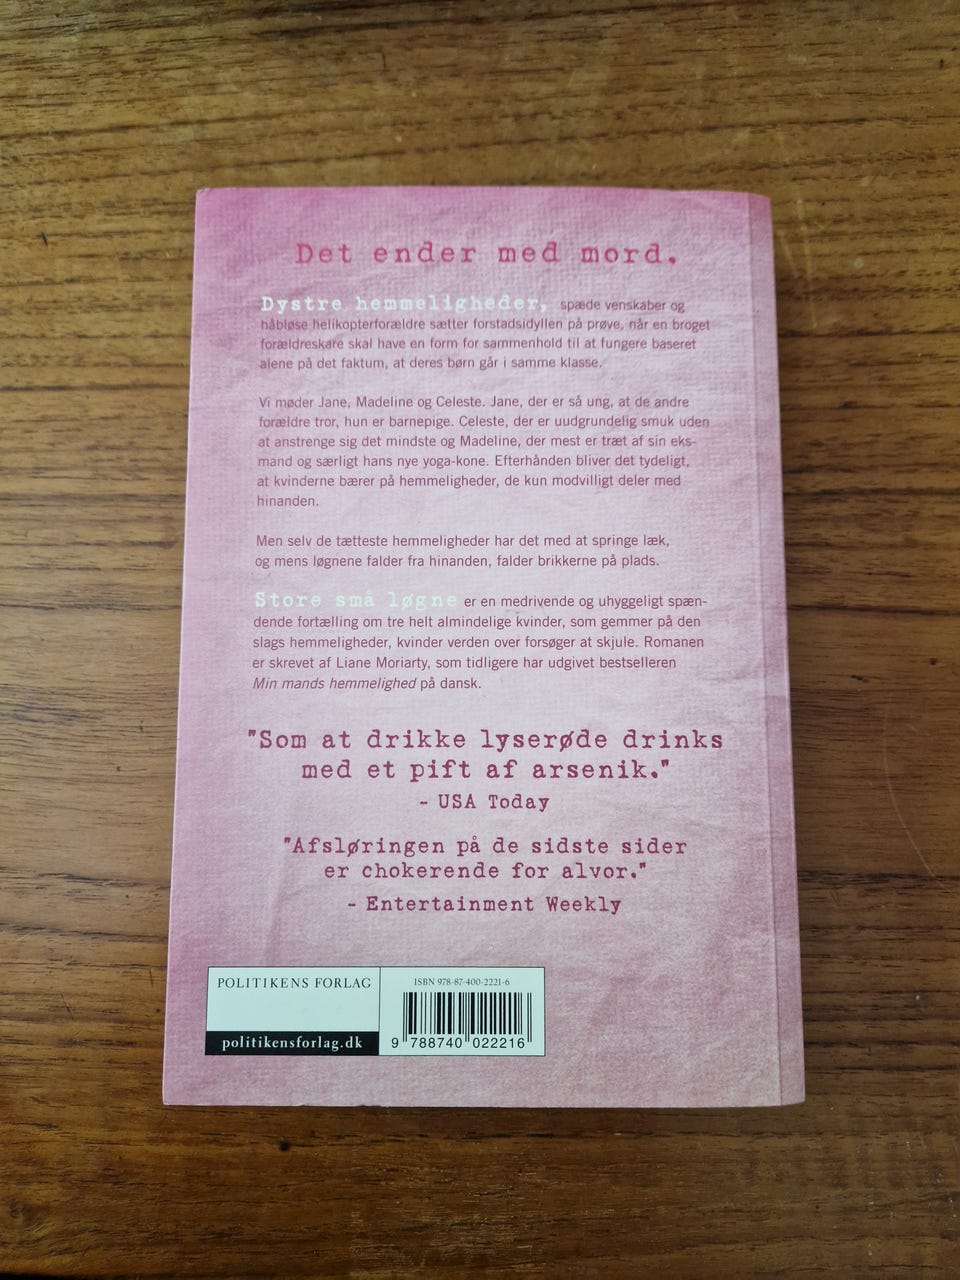 Det ender med mord.
Dystre hemmeligheder, spæde venskaber og
håbløse helikopterforældre sætter forstadsidyllen på prøve, når en broget
forældreskare skal have en form for sammenhold til at fungere baseret
alene på det faktum, at deres børn går i samme klasse.
Vi møder Jane, Madeline og Celeste. Jane, der er så ung, at de andre
forældre tror, hun er barnepige. Celeste, der er uudgrundelig smuk uden
at anstrenge sig det mindste og Madeline, der mest er træt af sin eks-
mand og særligt hans nye yoga-kone. Efterhånden bliver det tydeligt,
at kvinderne bærer på hemmeligheder, de kun modvilligt deler med
hinanden.
Men selv de tætteste hemmeligheder har det med at springe læk,
og mens løgnene falder fra hinanden, falder brikkerne på plads.
Store små løgne er en medrivende og uhyggeligt spæn-
dende fortælling om tre helt almindelige kvinder, som gemmer på den
slags hemmeligheder, kvinder verden over forsøger at skjule. Romanen
er skrevet af Liane Moriarty, som tidligere har udgivet bestselleren
Min mands hemmelighed på dansk.
"Som at drikke lyserøde drinks
med et pift af arsenik."
- USA Today
"Afsløringen på de sidste sider
er chokerende for alvor."
- Entertainment Weekly
POLITIKENS FORLAG
politikensforlag.dk
ISBN 978-87-400-2221-6
9 788740 022216